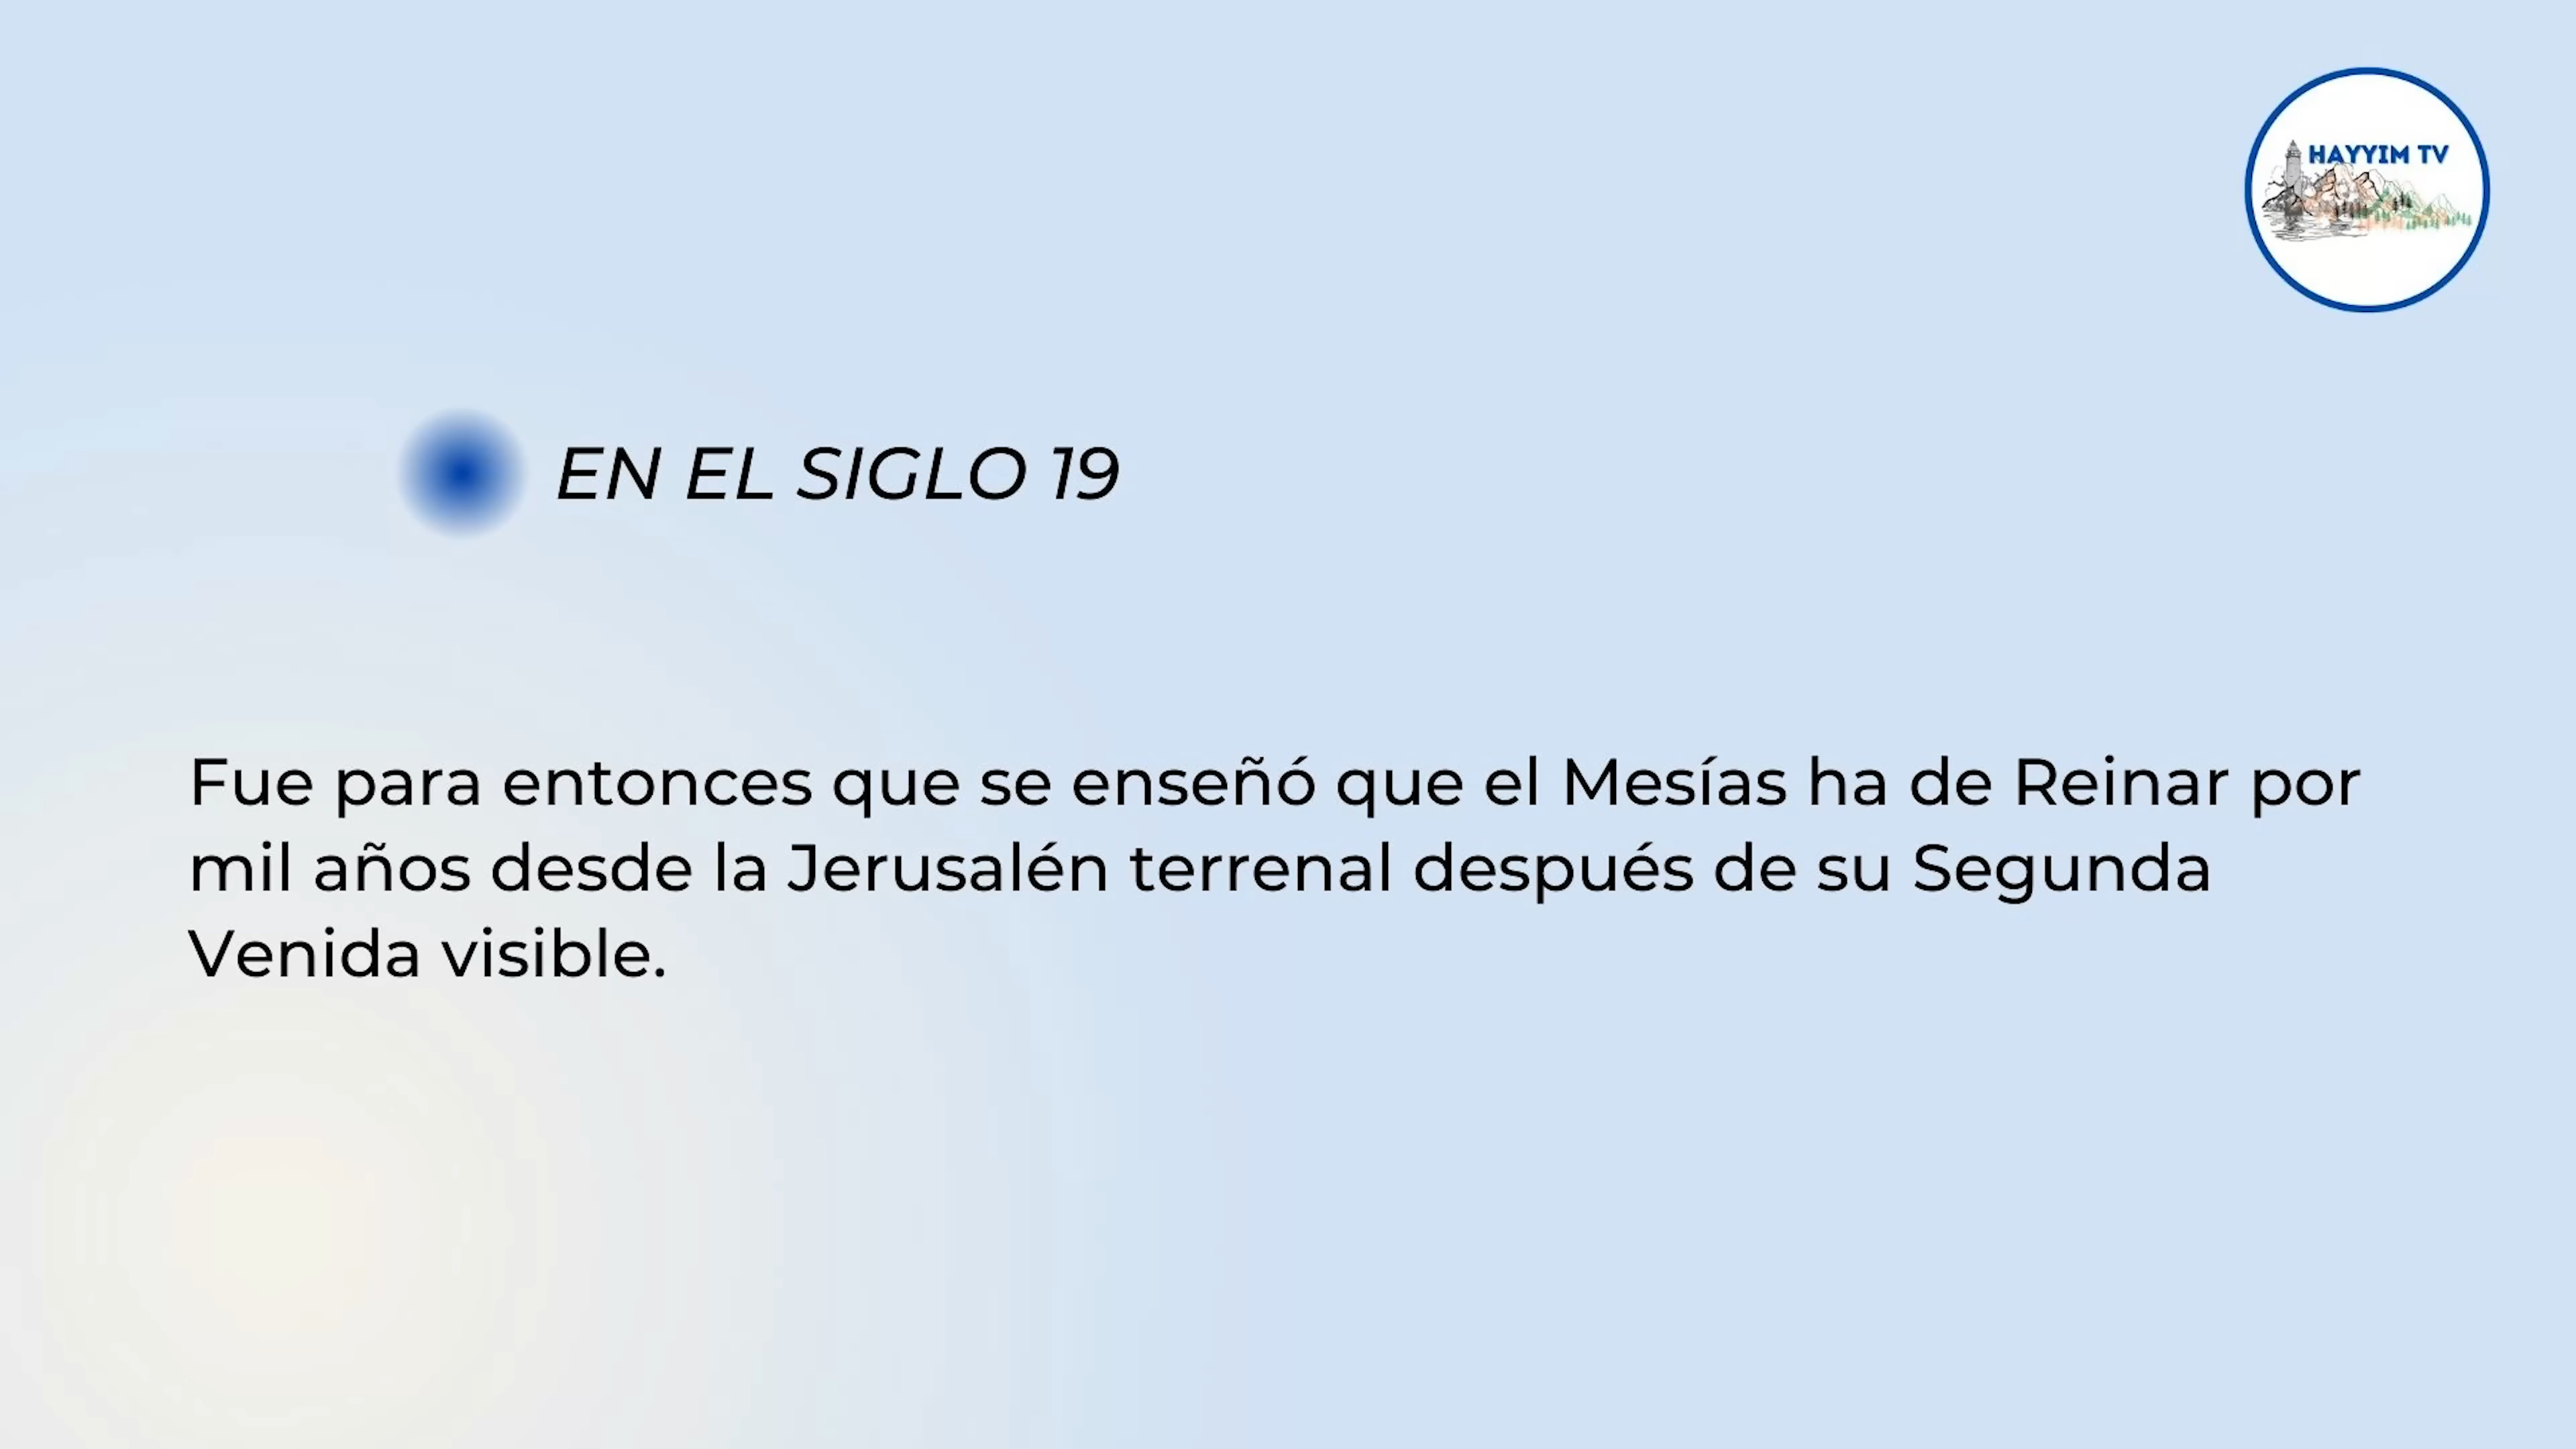 HAYYIM TV
EN EL SIGLO 19
Fue para entonces que se enseñó que el Mesías ha de Reinar por
mil años desde la Jerusalén terrenal después de su Segunda
Venida visible.